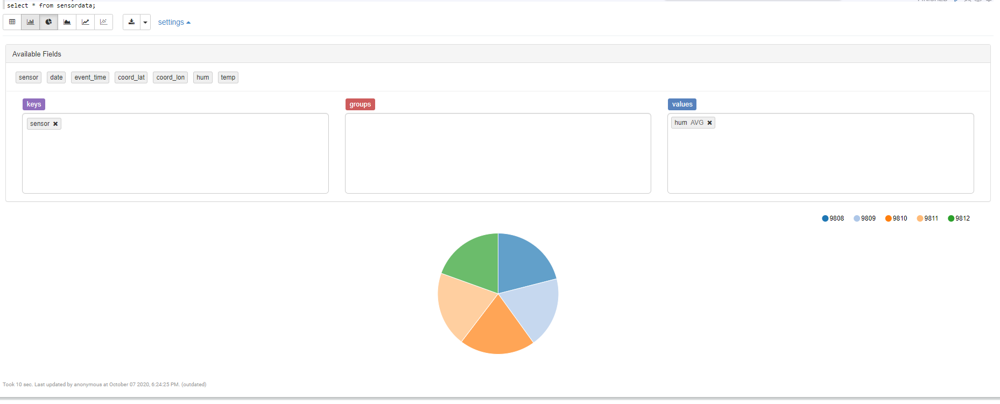 select * from sensordata;
settings
Available Fields
sensor date event_time coord_lat coord_lon hum temp
keys groups values
sensor
hum AVG
9808 9809 9810 9811 9812
Took 10 sec. Last updated by anonymous at October 07 2020, 6:24:25 PM. (outdated)